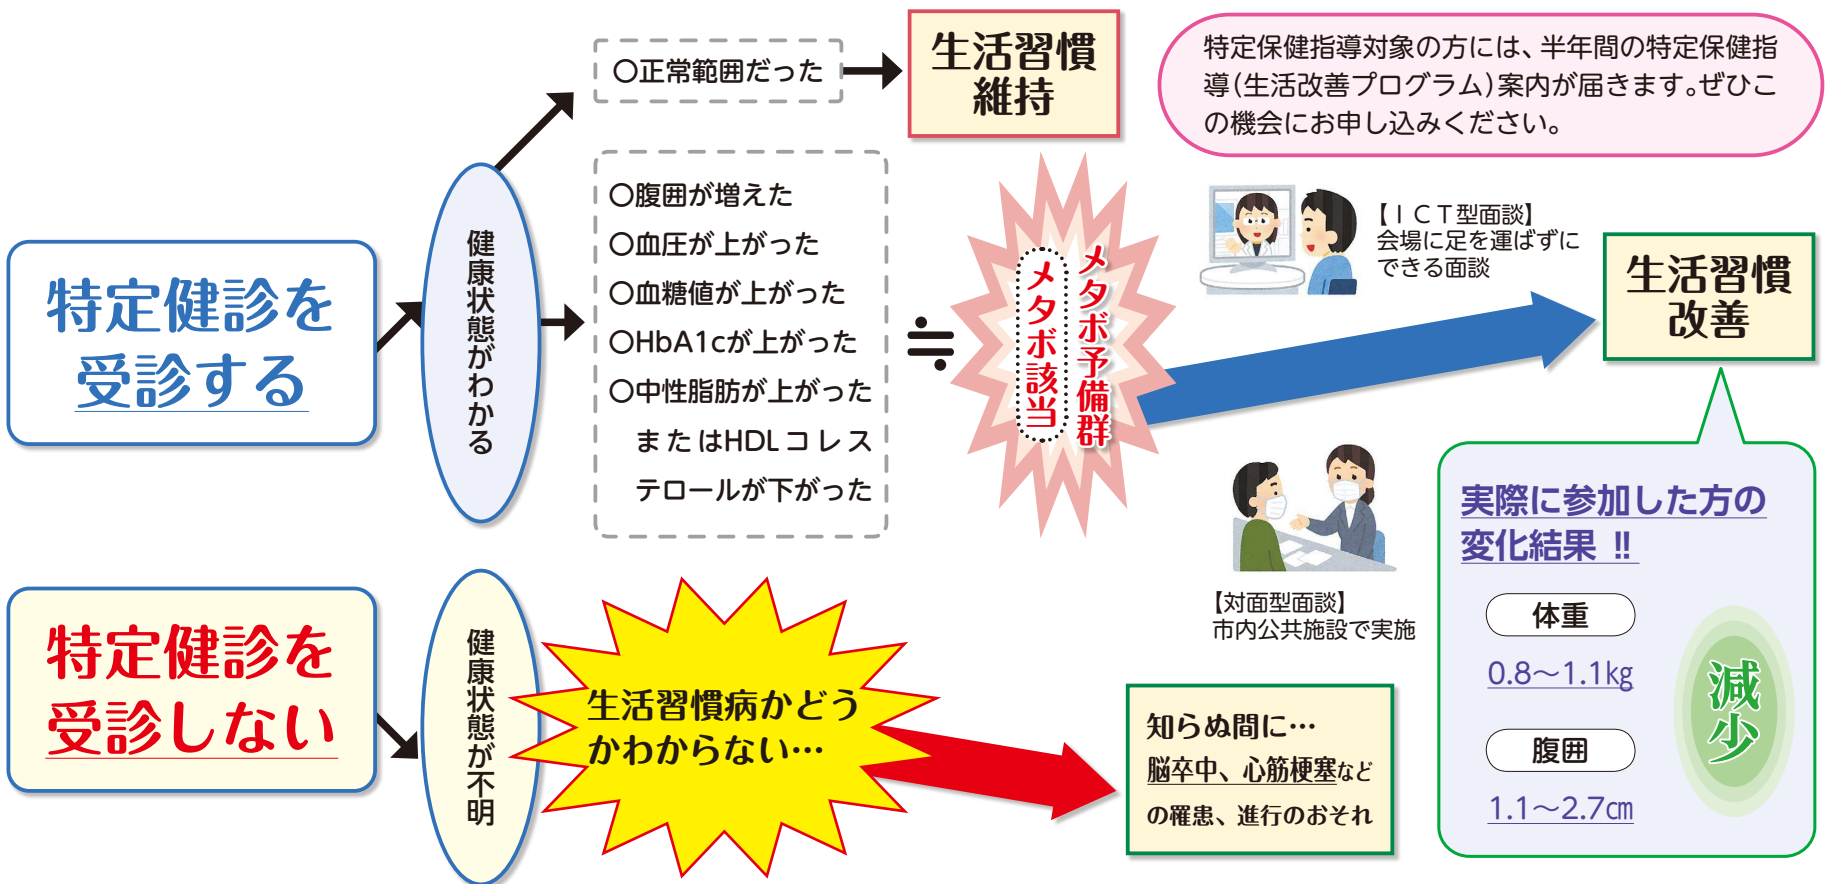 特定健診を
受診する
健康状態がわかる
〇正常範囲だった
生活習慣
維持
〇腹囲が増えた
〇血圧が上がった
〇血糖値が上がった
〇HbA1cが上がった
〇中性脂肪が上がった
またはHDLコレス
テロールが下がった
≒
メタボ予備群
メタボ該当
特定保健指導対象の方には、半年間の特定保健指
導(生活改善プログラム)案内が届きます。ぜひこ
の機会にお申し込みください。
【ICT型面談】
会場に足を運ばずに
できる面談
【対面型面談】
市内公共施設で実施
生活習慣
改善
実際に参加した方の
変化結果 !!
体重
0.8～1.1kg
腹囲
1.1～2.7㎝
減少
特定健診を
受診しない
健康状態が不明
生活習慣病かどう
かわからない…
知らぬ間に…
脳卒中、心筋梗塞など
の罹患、進行のおそれ